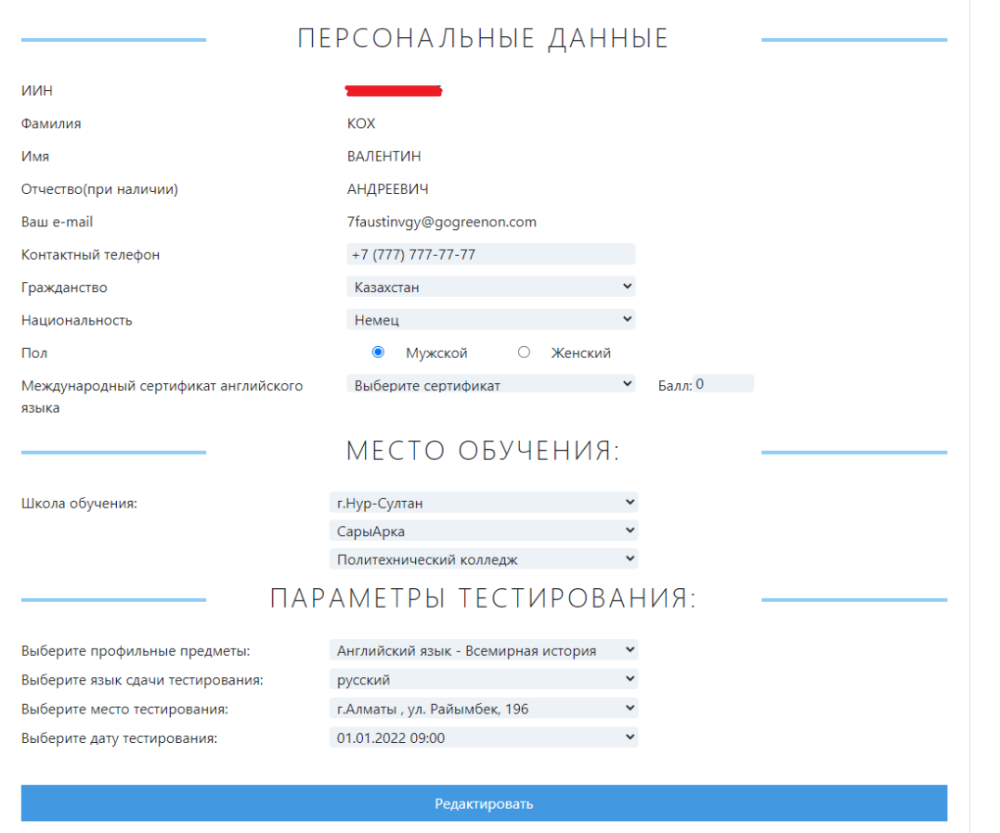 ПЕРСОНАЛЬНЫЕ ДАННЫЕ
ИИН
Фамилия КОХ
Имя ВАЛЕНТИН
Отчество(при наличии) АНДРЕЕВИЧ
Ваш e-mail 7faustinvgy@gogreenon.com
Контактный телефон +7 (777) 777-77-77
Гражданство Казахстан
Национальность Немец
Пол Мужской Женский
Международный сертификат английского Выберите сертификат Балл: 0
языка
МЕСТО ОБУЧЕНИЯ:
Школа обучения: г.Нур-Султан
СарыАрка
Политехнический колледж
ПАРАМЕТРЫ ТЕСТИРОВАНИЯ:
Выберите профильные предметы: Английский язык - Всемирная история
Выберите язык сдачи тестирования: русский
Выберите место тестирования: г.Алматы , ул. Райымбек, 196
Выберите дату тестирования: 01.01.2022 09:00
Редактировать